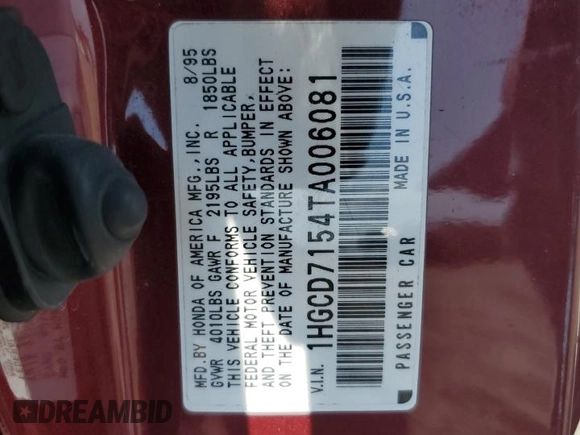 MFD.BY HONDA OF AMERICA MFG.,INC. 8/95
GVWR 4010LBS GAWR F 2195LBS R 1850LBS
THIS VEHICLE CONFORMS TO ALL APPLICABLE
FEDERAL MOTOR VEHICLE SAFETY,BUMPER,
AND THEFT PREVENTION STANDARDS IN EFFECT
ON THE DATE OF MANUFACTURE SHOWN ABOVE:
V.I.N. 1HGCD7154TA006081
PASSENGER CAR MADE IN U.S.A.
DREAMBID